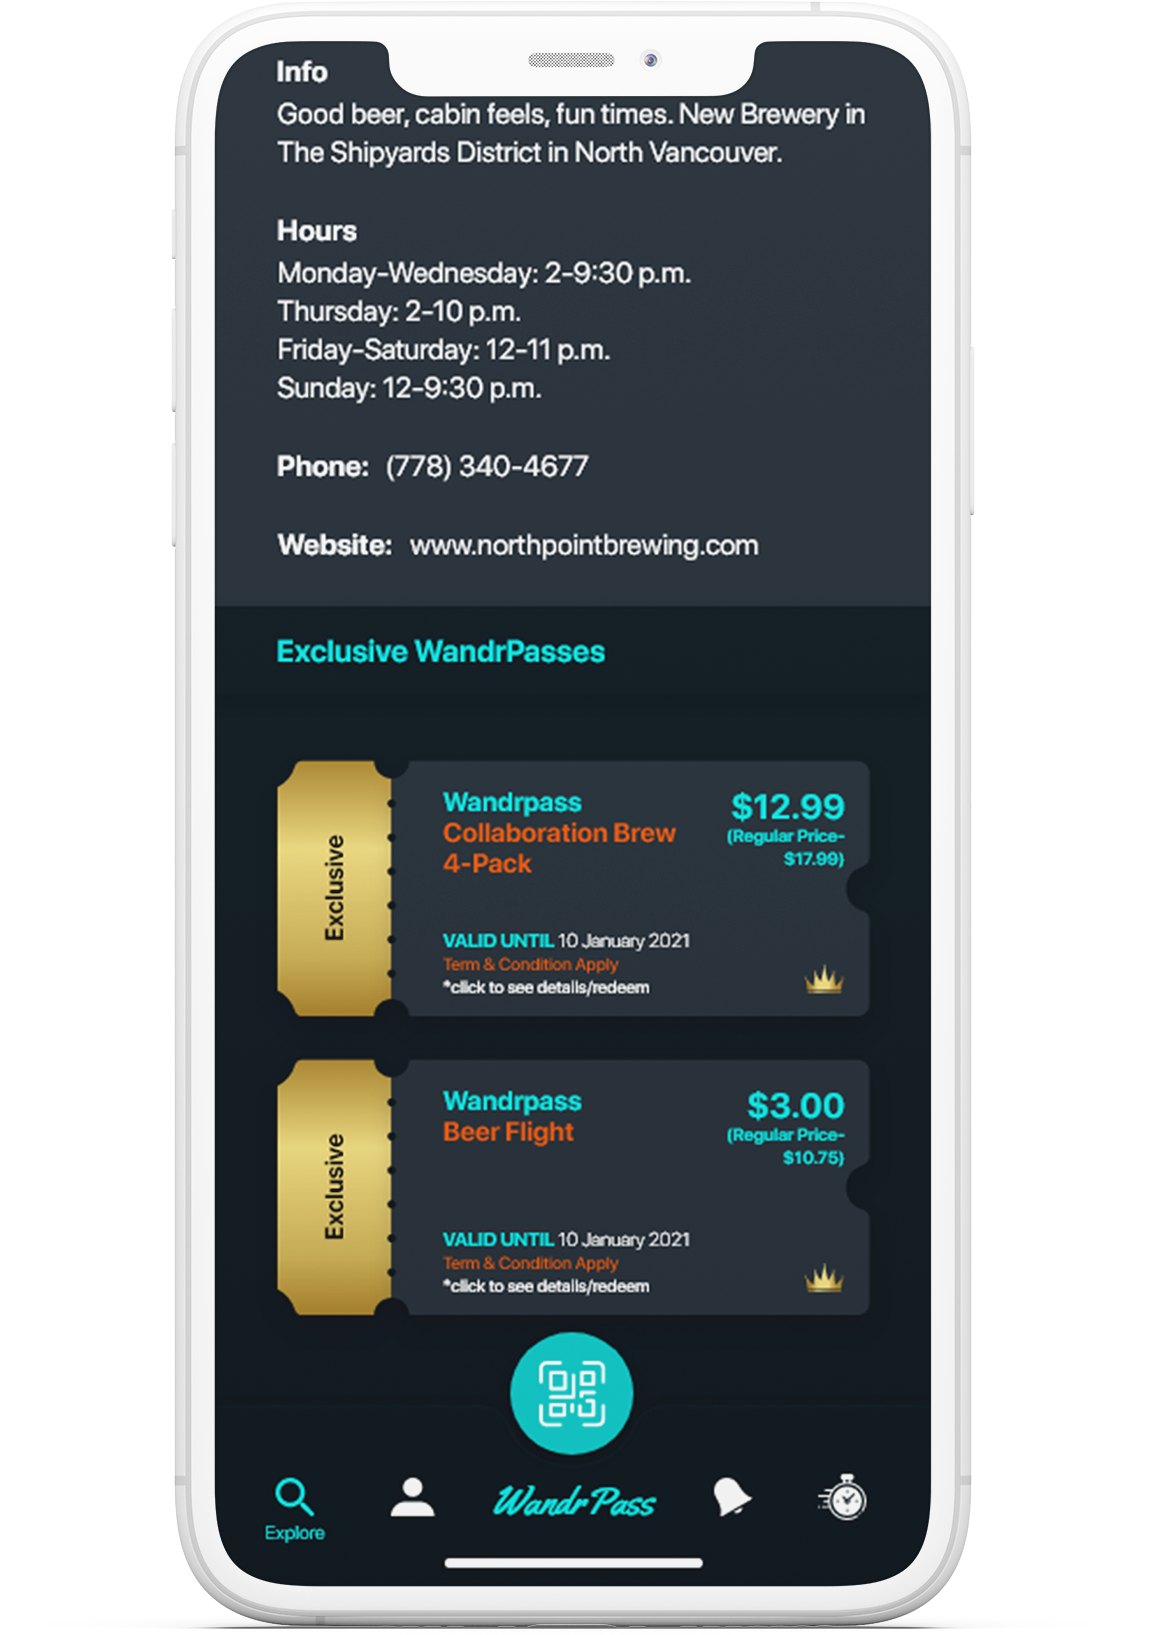 Info
Good beer, cabin feels, fun times. New Brewery in
The Shipyards District in North Vancouver.
Hours
Monday-Wednesday: 2-9:30 p.m.
Thursday: 2-10 p.m.
Friday-Saturday: 12-11 p.m.
Sunday: 12-9:30 p.m.
Phone: (778) 340-4677
Website: www.northpointbrewing.com
Exclusive WandrPasses
Exclusive
Wandrpass
Collaboration Brew
4-Pack
$12.99
(Regular Price-
$17.99)
VALID UNTIL 10 January 2021
Term & Condition Apply
*click to see details/redeem
Exclusive
Wandrpass
Beer Flight
$3.00
(Regular Price-
$10.75)
VALID UNTIL 10 January 2021
Term & Condition Apply
*click to see details/redeem
WandrPass
Explore